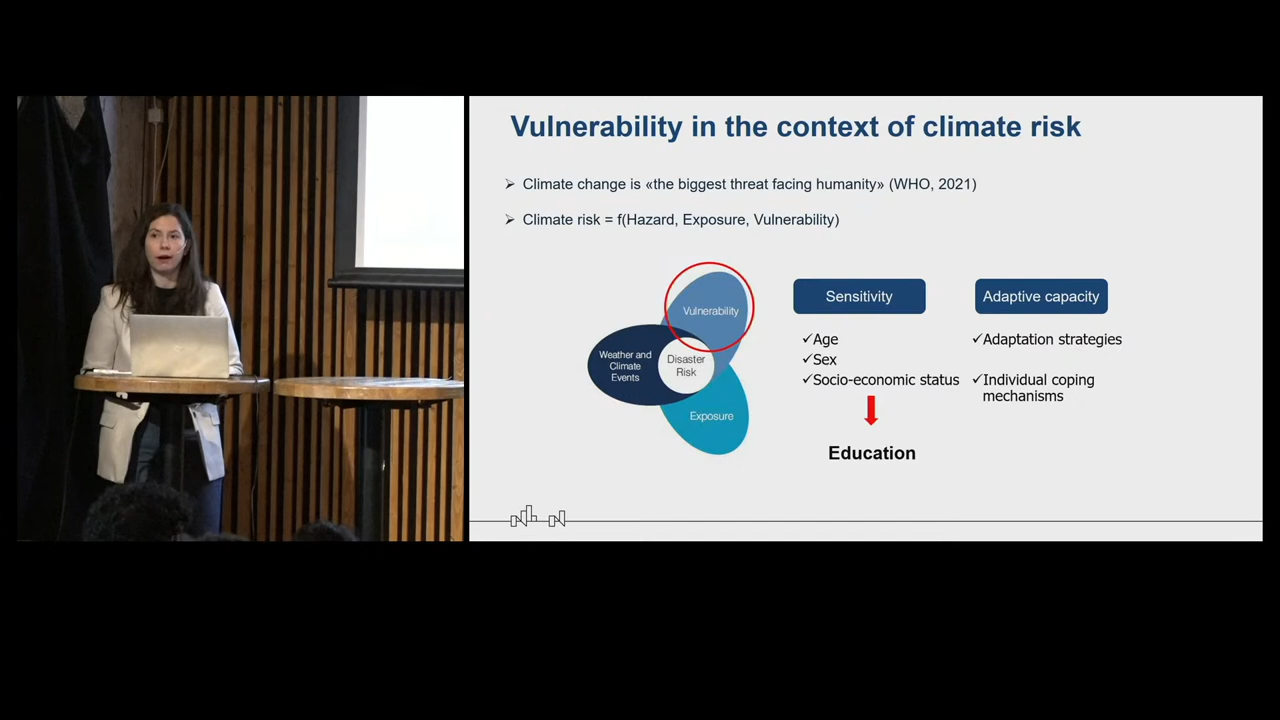 Vulnerability in the context of climate risk
Climate change is «the biggest threat facing humanity» (WHO, 2021)
Climate risk = f(Hazard, Exposure, Vulnerability)
Vulnerability
Weather and
Climate
Events
Disaster
Risk
Exposure
Sensitivity
✓Age
✓Sex
✓Socio-economic status
Education
Adaptive capacity
✓Adaptation strategies
✓Individual coping
mechanisms